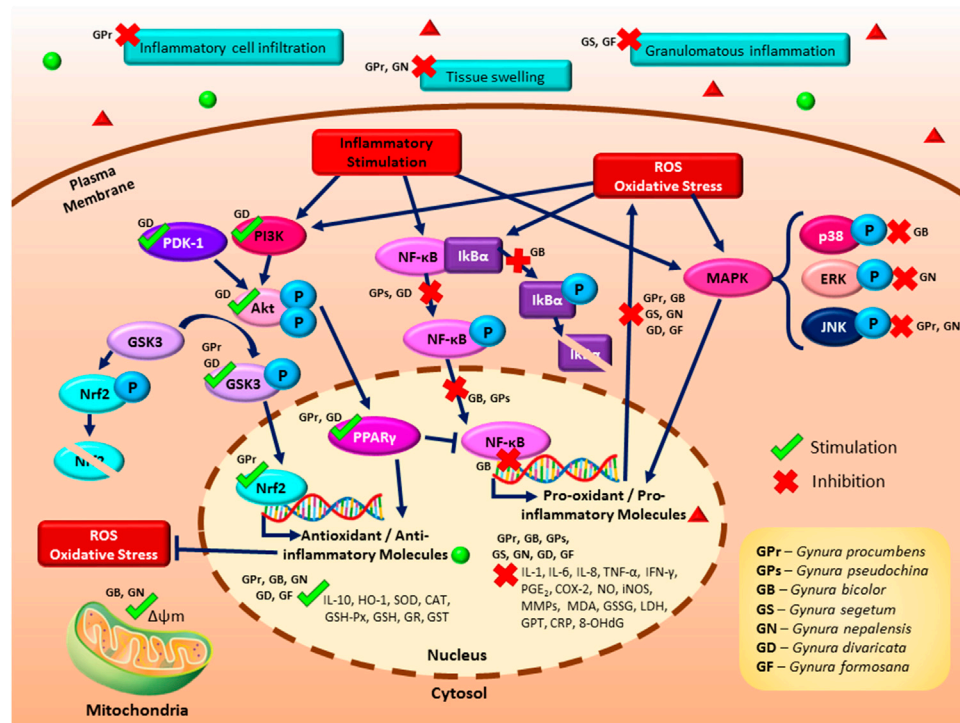 GPr
Inflammatory cell infiltration
GS, GF
Granulomatous inflammation
GPr, GN
Tissue swelling
Plasma
Membrane
Inflammatory
Stimulation
ROS
Oxidative Stress
GD
PDK-1
GD
PI3K
NF-κB
IkBα
GB
MAPK
p38
P
GB
ERK
P
GN
JNK
P
GPr, GN
GD
Akt
P
P
GPs, GD
IkBα
P
GPr, GB
GS, GN
GD, GF
GSK3
GPr
GD
GSK3
P
NF-κB
P
IkBα
Nrf2
P
Nrf2
GB, GPs
GPr, GD
PPARγ
NF-κB
GB
GPr
Nrf2
Stimulation
Inhibition
Pro-oxidant / Pro-
inflammatory Molecules
Antioxidant / Anti-
inflammatory Molecules
ROS
Oxidative Stress
GPr, GB, GPs,
GS, GN, GD, GF
IL-1, IL-6, IL-8, TNF-α, IFN-γ,
PGE2, COX-2, NO, iNOS,
MMPs, MDA, GSSG, LDH,
GPT, CRP, 8-OHdG
GPr, GB, GN
GD, GF
IL-10, HO-1, SOD, CAT,
GSH-Px, GSH, GR, GST
GB, GN
Δψm
Mitochondria
Nucleus
Cytosol
GPr – Gynura procumbens
GPs – Gynura pseudochina
GB – Gynura bicolor
GS – Gynura segetum
GN – Gynura nepalensis
GD – Gynura divaricata
GF – Gynura formosana